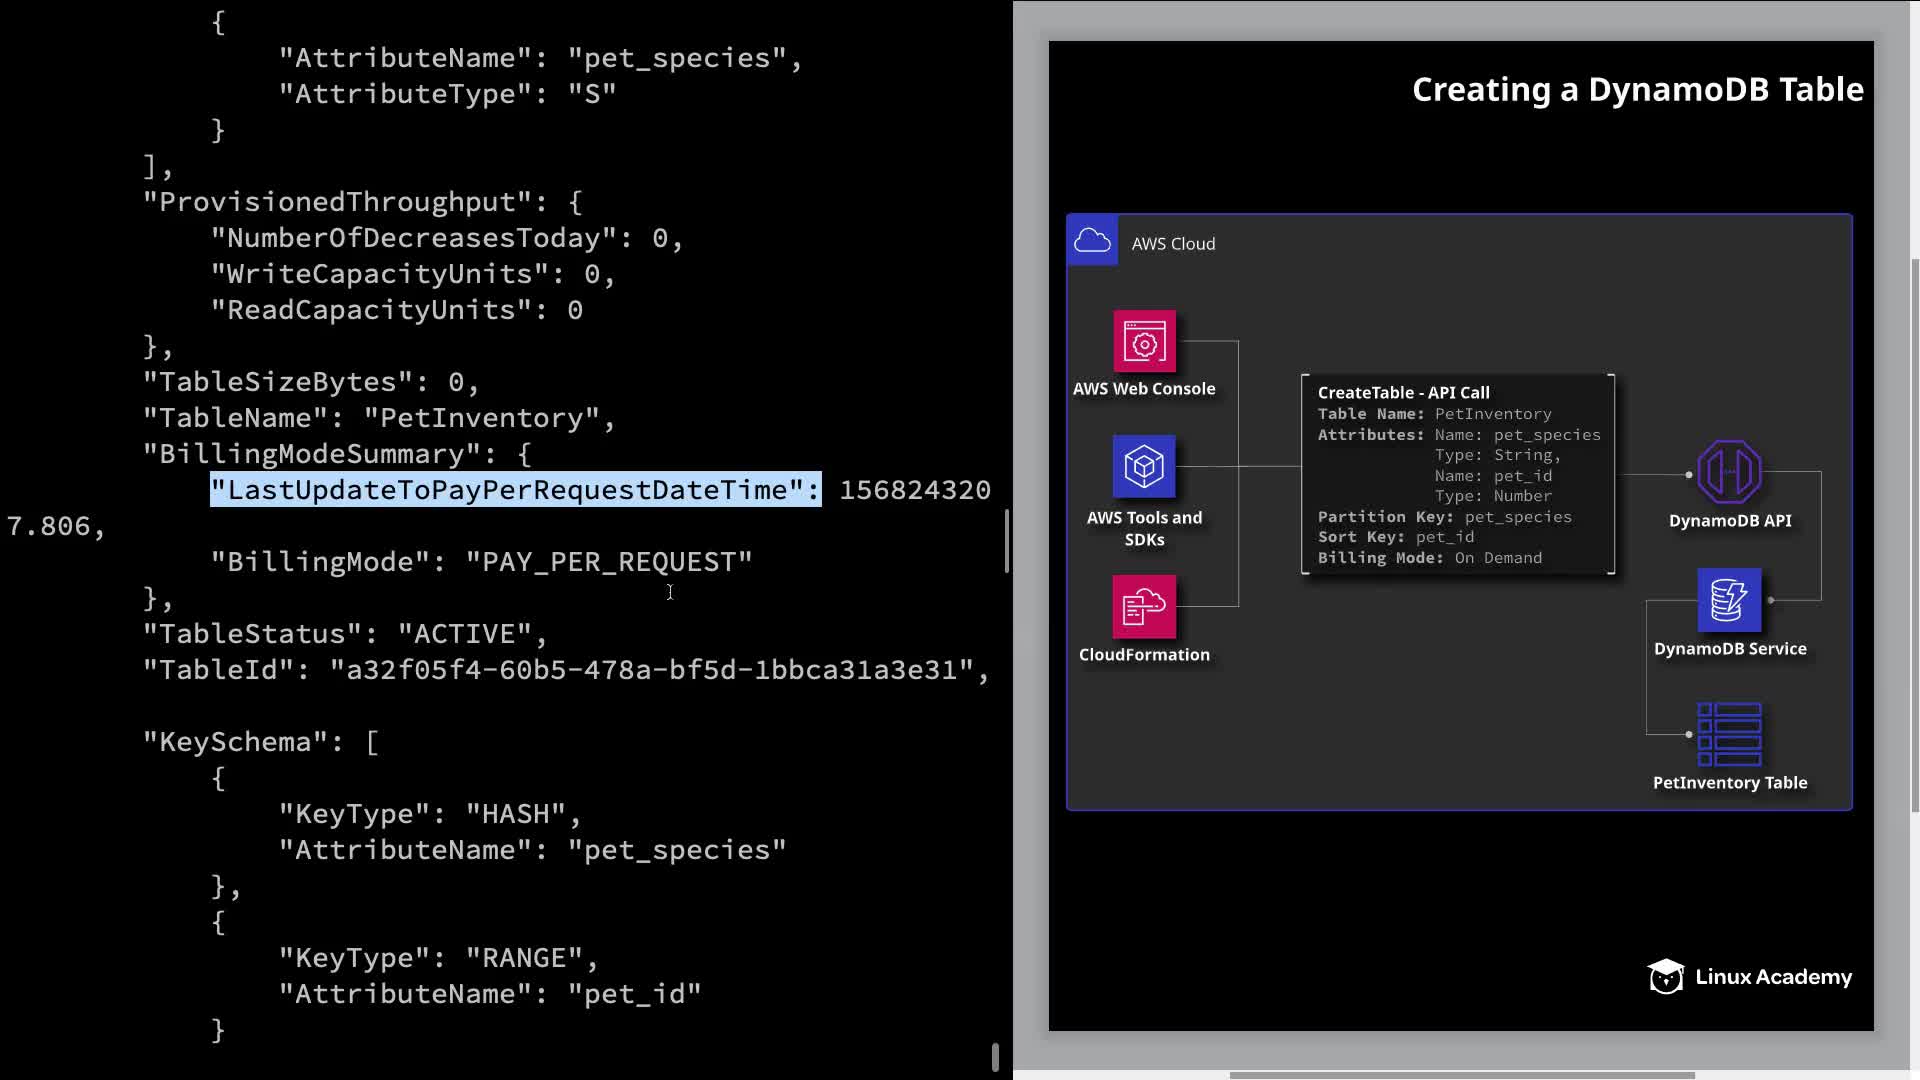 {
"AttributeName": "pet_species",
"AttributeType": "S"
}
],
"ProvisionedThroughput": {
"NumberOfDecreasesToday": 0,
"WriteCapacityUnits": 0,
"ReadCapacityUnits": 0
},
"TableSizeBytes": 0,
"TableName": "PetInventory",
"BillingModeSummary": {
"LastUpdateToPayPerRequestDateTime": 156824320
7.806,
"BillingMode": "PAY_PER_REQUEST"
},
"TableStatus": "ACTIVE",
"TableId": "a32f05f4-60b5-478a-bf5d-1bbca31a3e31",
"KeySchema": [
{
"KeyType": "HASH",
"AttributeName": "pet_species"
},
{
"KeyType": "RANGE",
"AttributeName": "pet_id"
}
Creating a DynamoDB Table
AWS Cloud
AWS Web Console
AWS Tools and
SDKs
CloudFormation
CreateTable - API Call
Table Name: PetInventory
Attributes: Name: pet_species
Type: String,
Name: pet_id
Type: Number
Partition Key: pet_species
Sort Key: pet_id
Billing Mode: On Demand
DynamoDB API
DynamoDB Service
PetInventory Table
Linux Academy